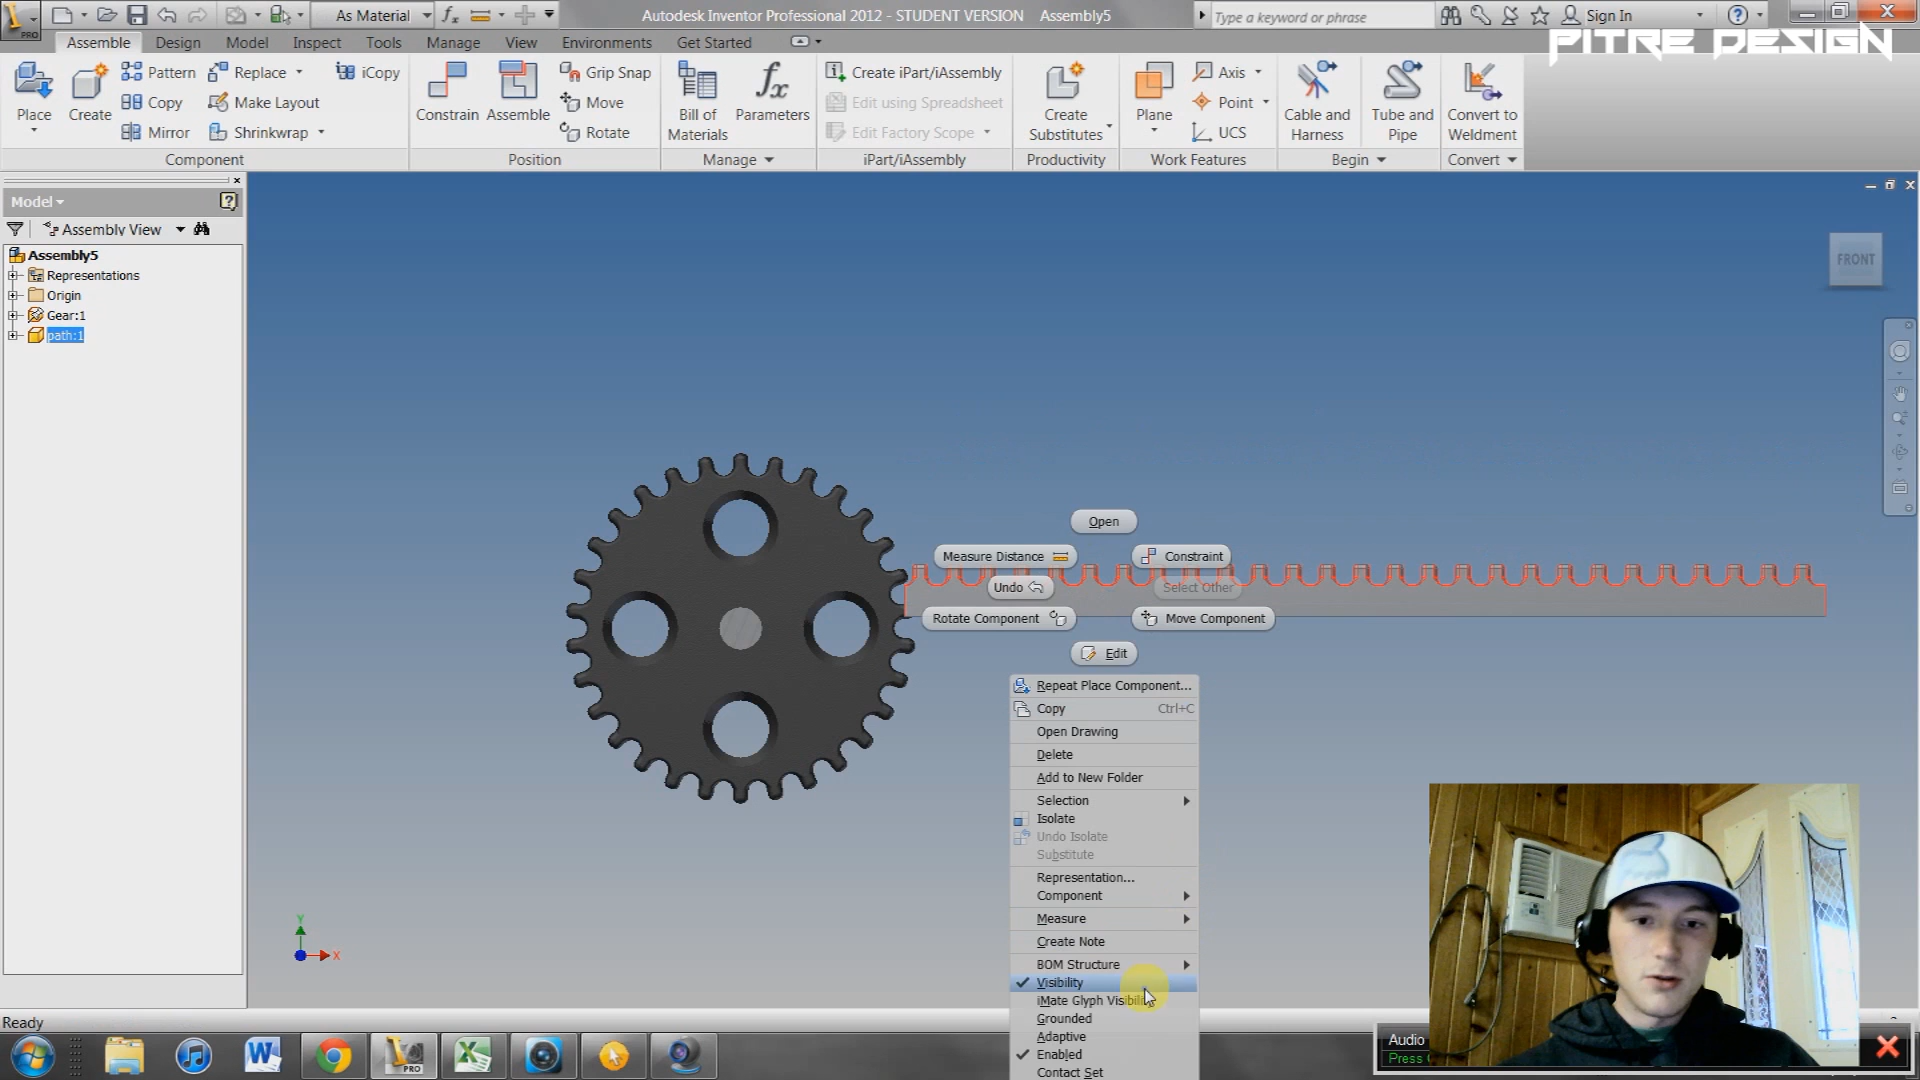 As Material
Autodesk Inventor Professional 2012 - STUDENT VERSION Assembly5
Type a keyword or phrase
Sign In
PRO
Assemble Design Model Inspect Tools Manage View Environments Get Started
PITRE DESIGN
Place
Create
Pattern
Copy
Mirror
Replace
Make Layout
Shrinkwrap
iCopy
Component
Constrain
Assemble
Grip Snap
Move
Rotate
Position
Bill of
Materials
Parameters
Manage
Create iPart/iAssembly
Edit using Spreadsheet
Edit Factory Scope
iPart/iAssembly
Create
Substitutes
Productivity
Plane
Axis
Point
UCS
Work Features
Cable and
Harness
Tube and
Pipe
Begin
Convert to
Weldment
Convert
Model
Assembly View
Assembly5
Representations
Origin
Gear:1
path:1
FRONT
Open
Measure Distance
Constraint
Undo
Select Other
Rotate Component
Move Component
Edit
Repeat Place Component...
Copy Ctrl+C
Open Drawing
Delete
Add to New Folder
Selection
Isolate
Undo Isolate
Substitute
Representation...
Component
Measure
Create Note
BOM Structure
Visibility
iMate Glyph Visibility
Grounded
Adaptive
Enabled
Contact Set
Y
X
Ready
PRO
Audio
Press